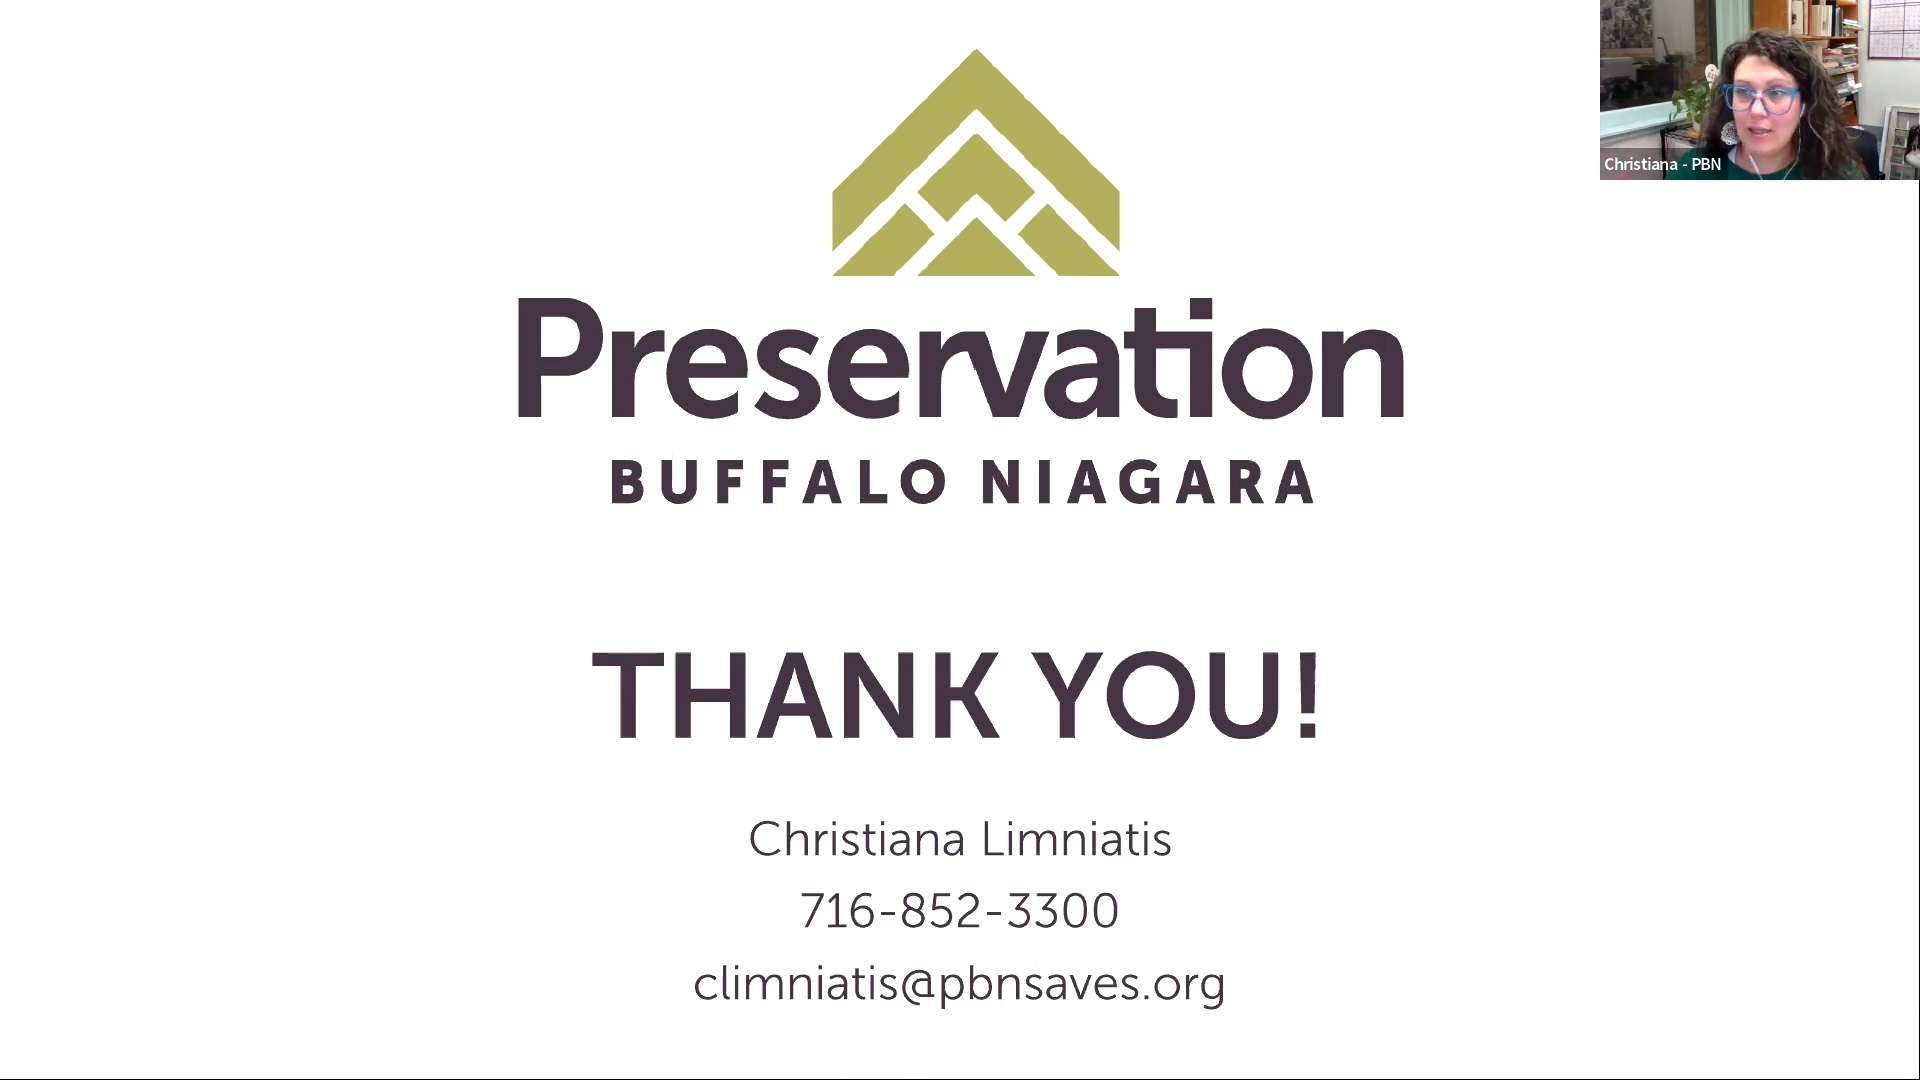 Christiana - PBN
Preservation
BUFFALO NIAGARA
THANK YOU!
Christiana Limniatis
716-852-3300
climniatis@pbnsaves.org